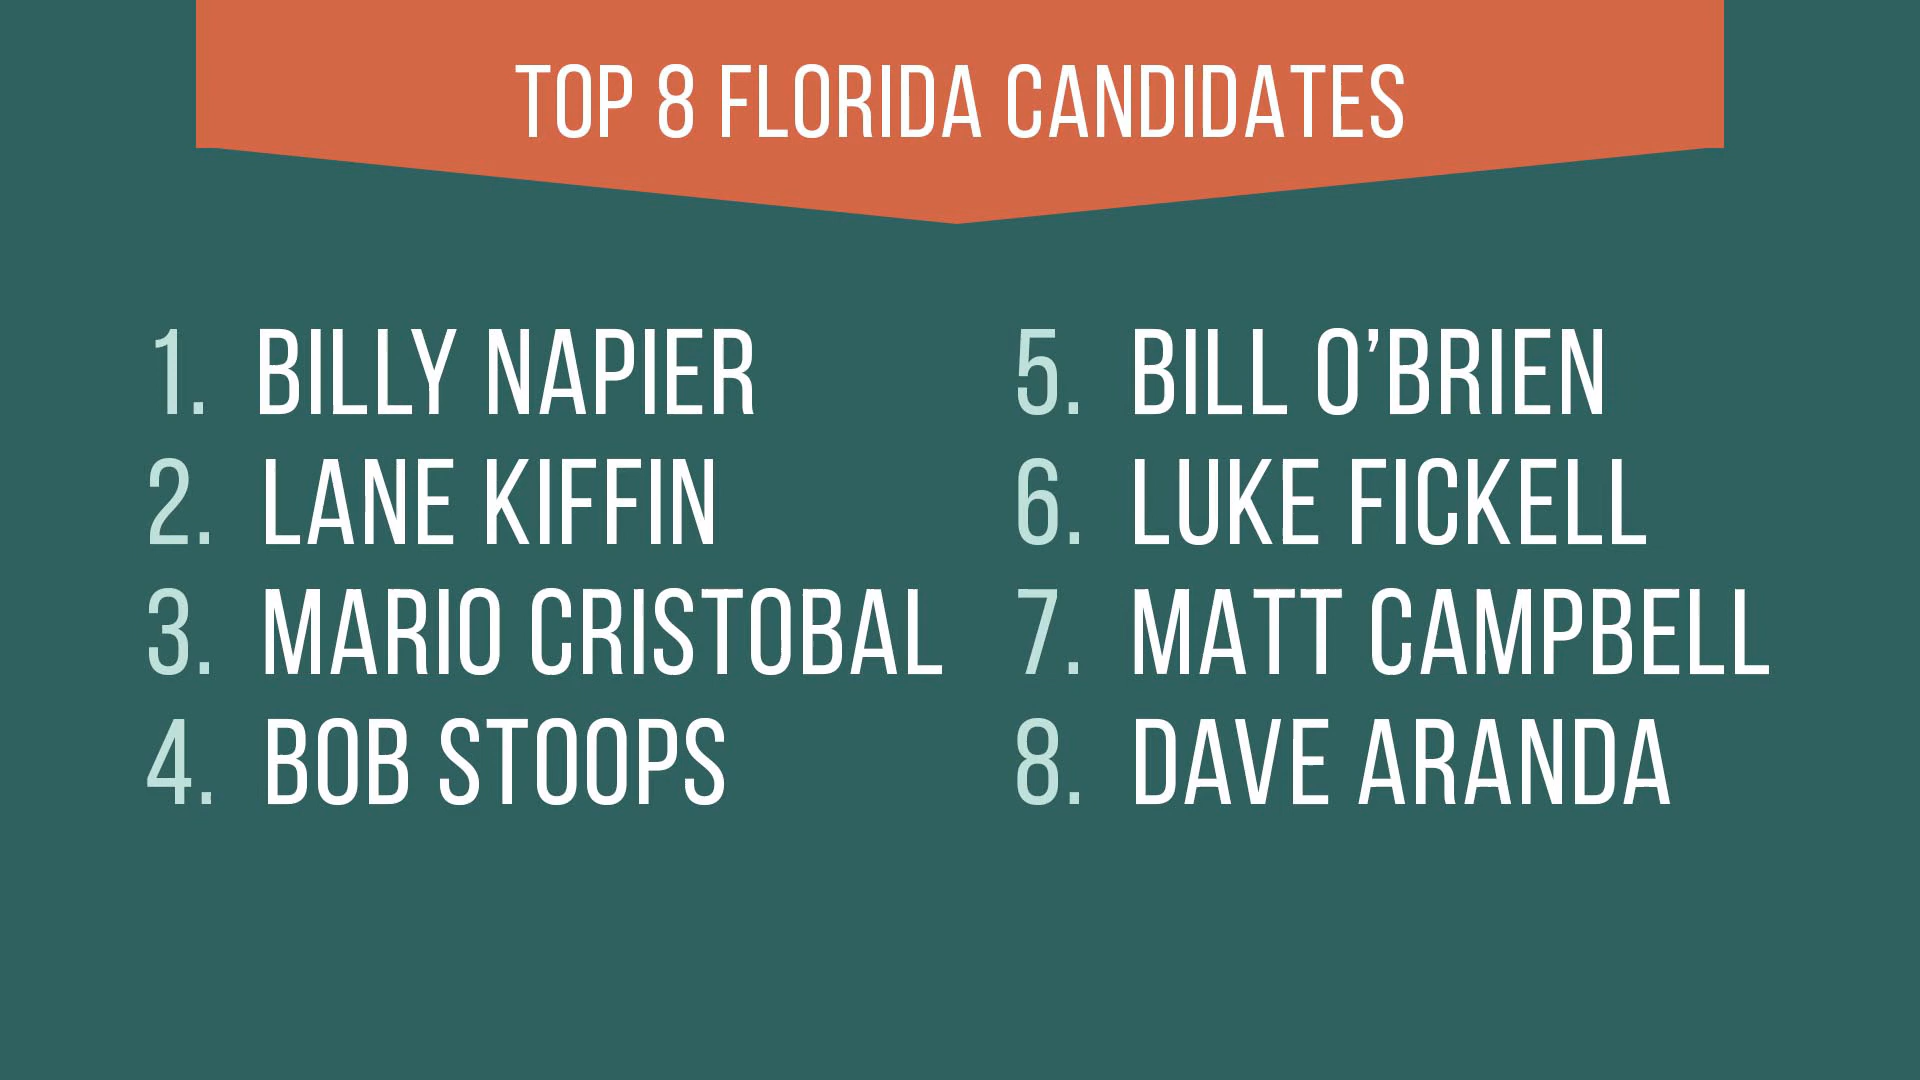 TOP 8 FLORIDA CANDIDATES
1. BILLY NAPIER
2. LANE KIFFIN
3. MARIO CRISTOBAL
4. BOB STOOPS
5. BILL O’BRIEN
6. LUKE FICKELL
7. MATT CAMPBELL
8. DAVE ARANDA